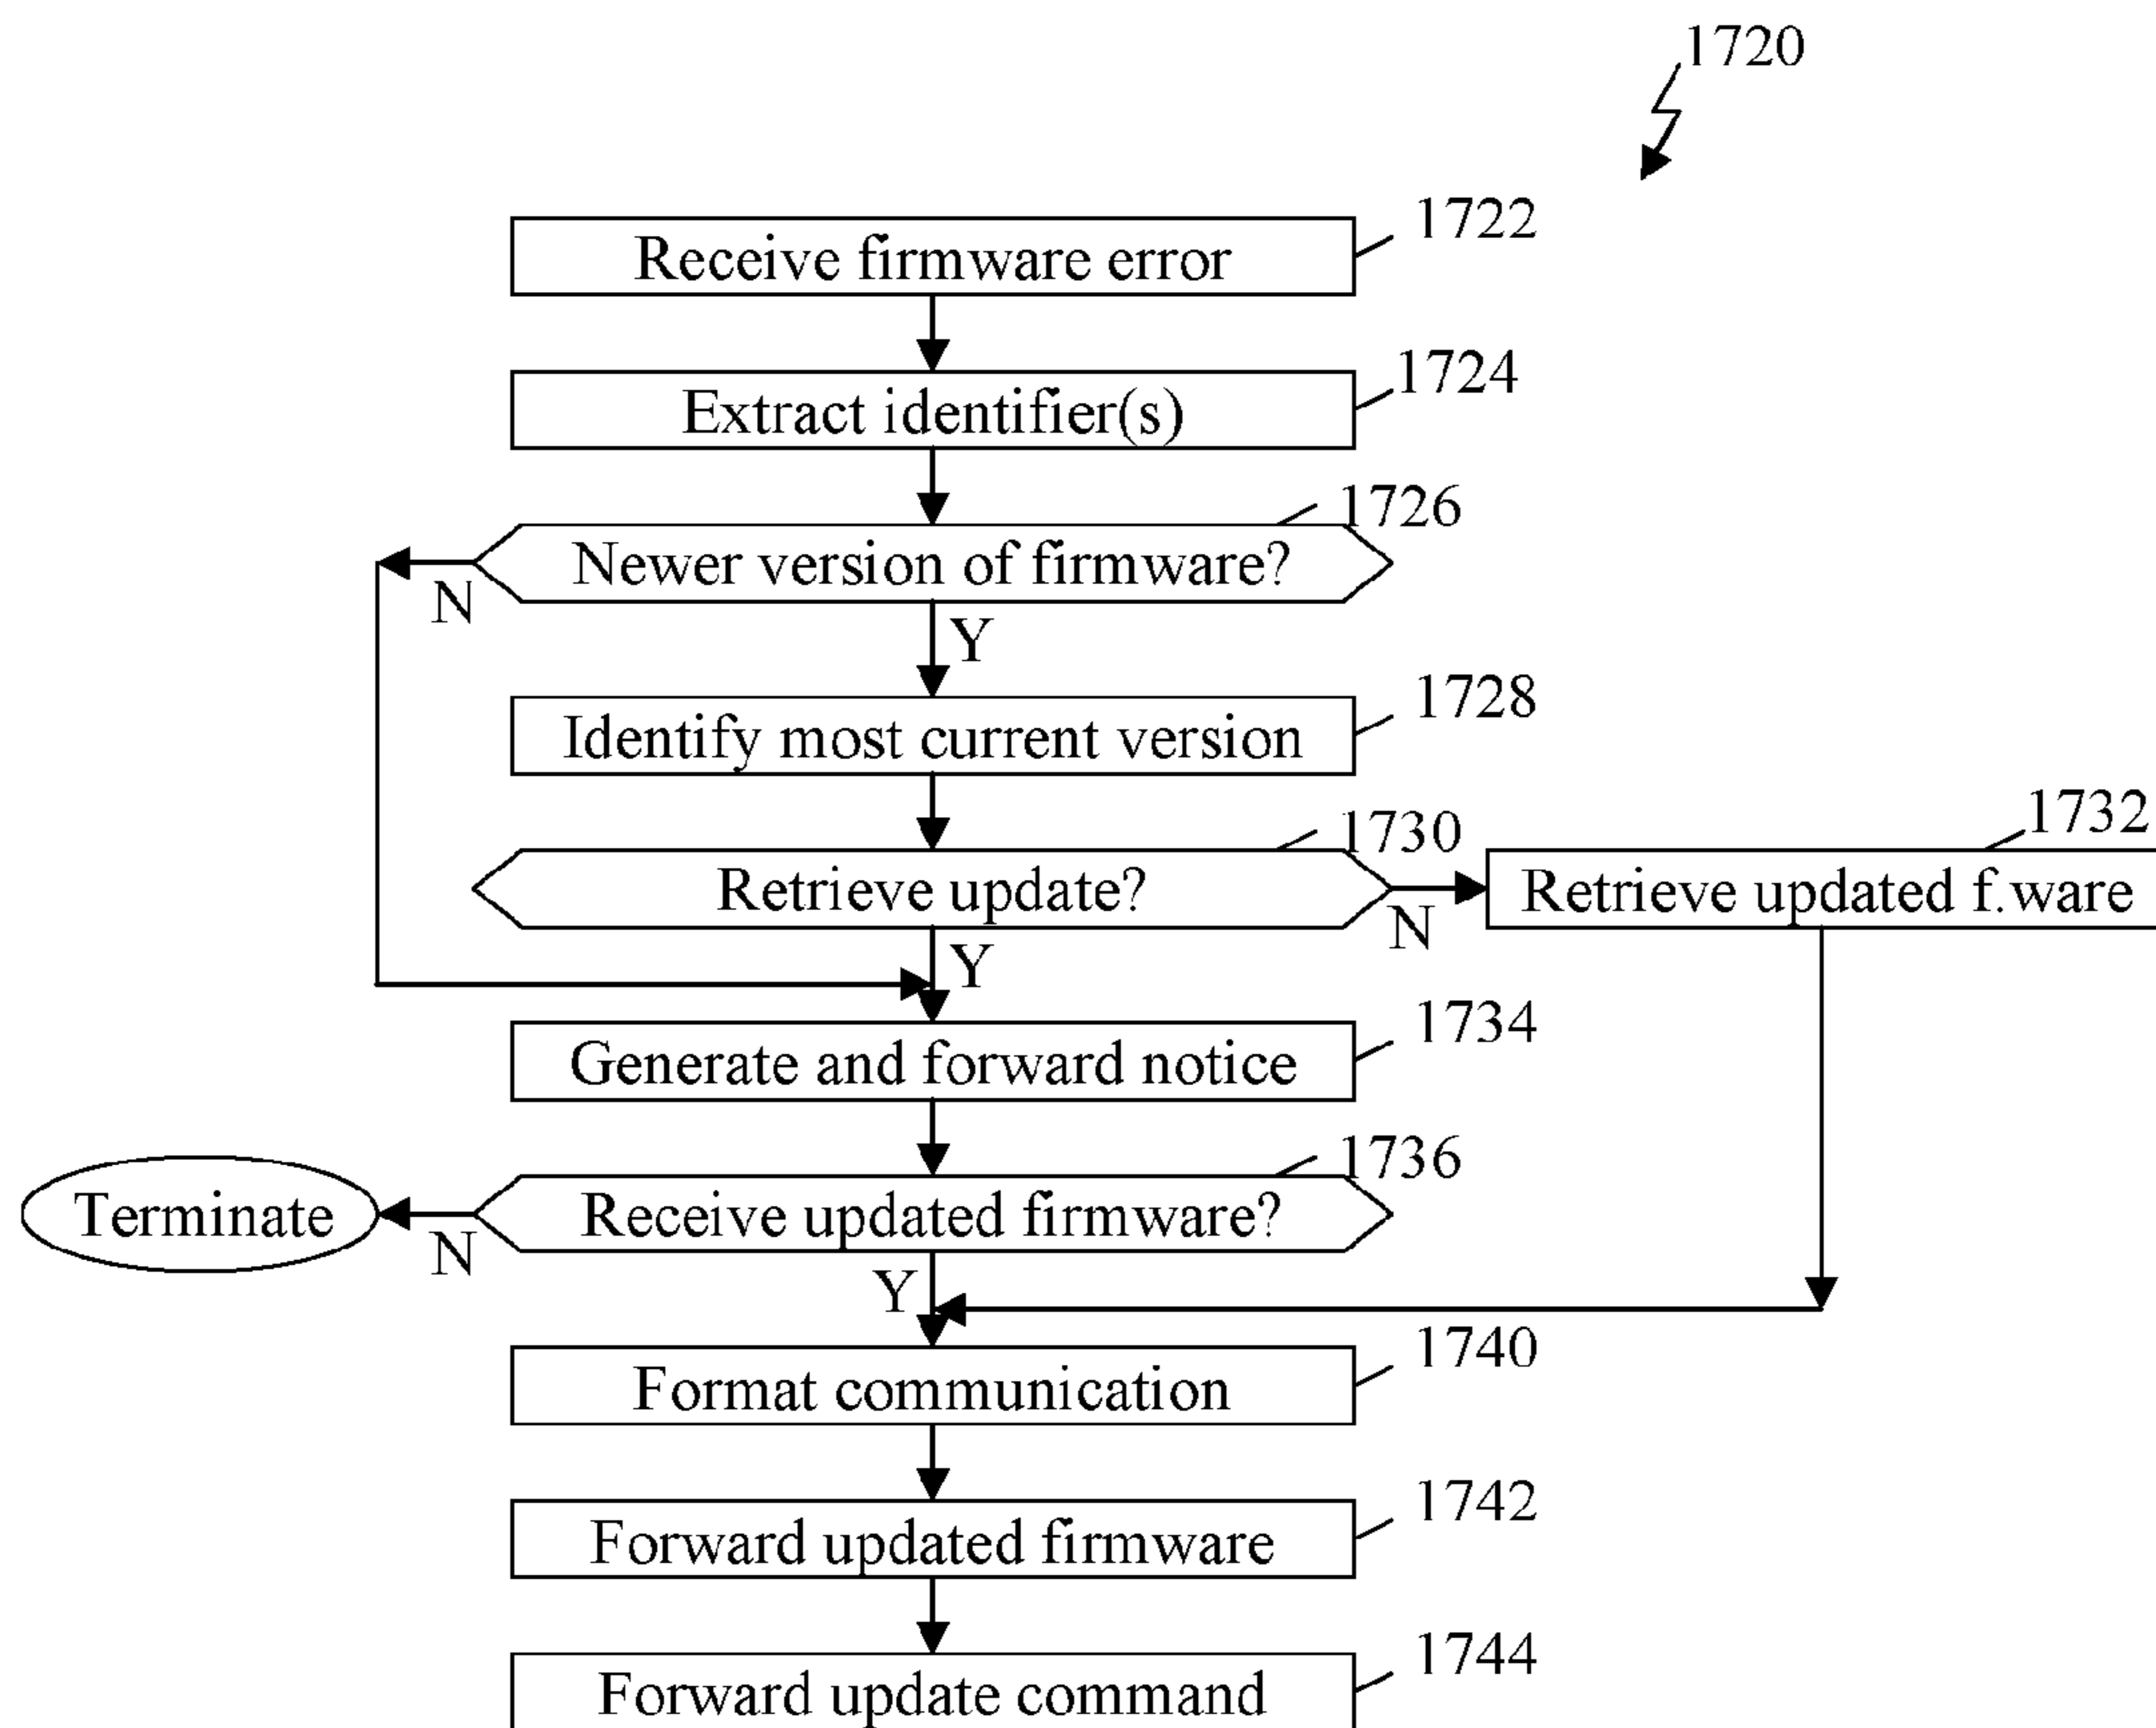 1720
Receive firmware error
1722
Extract identifier(s)
1724
Newer version of firmware?
1726
N
Y
Identify most current version
1728
Retrieve update?
1730
Retrieve updated f.ware
1732
N
Y
Generate and forward notice
1734
Receive updated firmware?
1736
Terminate
N
Y
Format communication
1740
Forward updated firmware
1742
Forward update command
1744